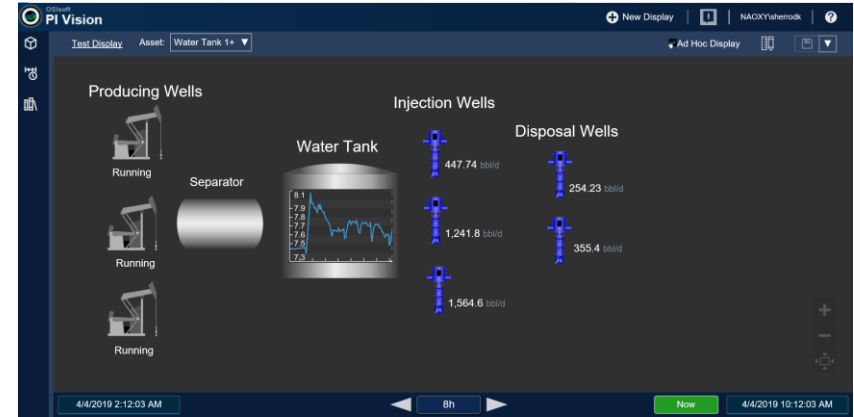 OSIsoft
PI Vision
New Display
NAOXY\sherrodk
?
Test Display
Asset: Water Tank 1+
Ad Hoc Display
Producing Wells
Running
Running
Running
Separator
Water Tank
8.1
7.9
7.8
7.7
7.6
7.5
7.3
Injection Wells
447.74 bbl/d
1,241.8 bbl/d
1,564.6 bbl/d
Disposal Wells
254.23 bbl/d
355.4 bbl/d
4/4/2019 2:12:03 AM
8h
Now
4/4/2019 10:12:03 AM